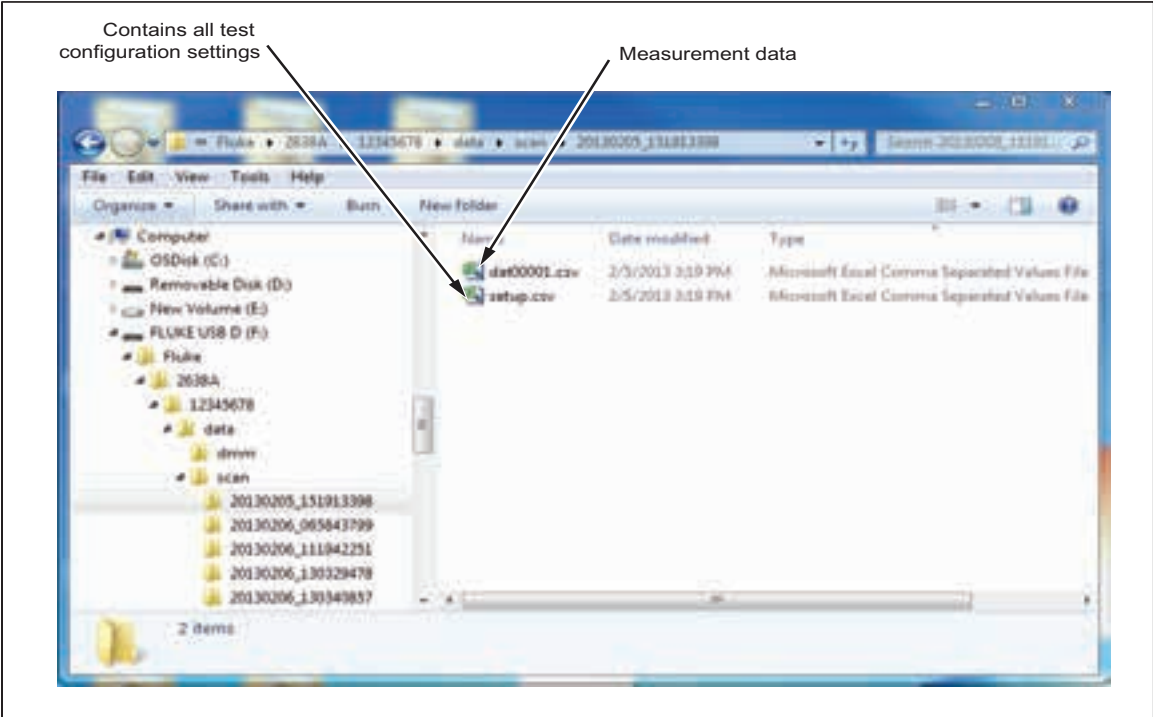 Contains all test
configuration settings
Measurement data
Fluke 2638A 12345678 data scan 20130205_151913398
File Edit View Tools Help
Organize Share with Burn New folder
Computer
OSDisk (C:)
Removable Disk (D:)
New Volume (E:)
FLUKE USB D (F:)
Fluke
2638A
12345678
data
dmm
scan
20130205_151913398
20130206_065843799
20130206_111942251
20130206_130329478
20130206_130340857
Name Date modified Type
dat00001.csv 2/5/2013 3:19 PM Microsoft Excel Comma Separated Values File
setup.csv 2/5/2013 3:19 PM Microsoft Excel Comma Separated Values File
2 items